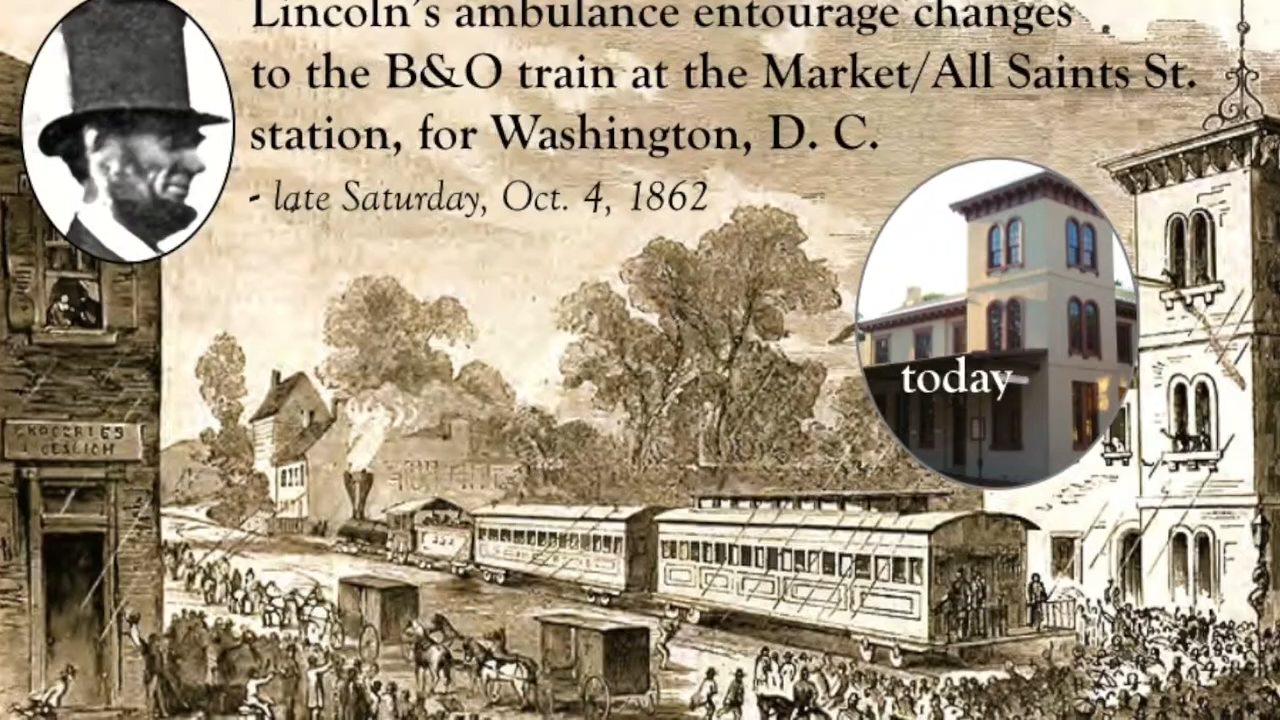 Lincoln's ambulance entourage changes
to the B&O train at the Market/All Saints St.
station, for Washington, D. C.
- late Saturday, Oct. 4, 1862
today
GROCERIES